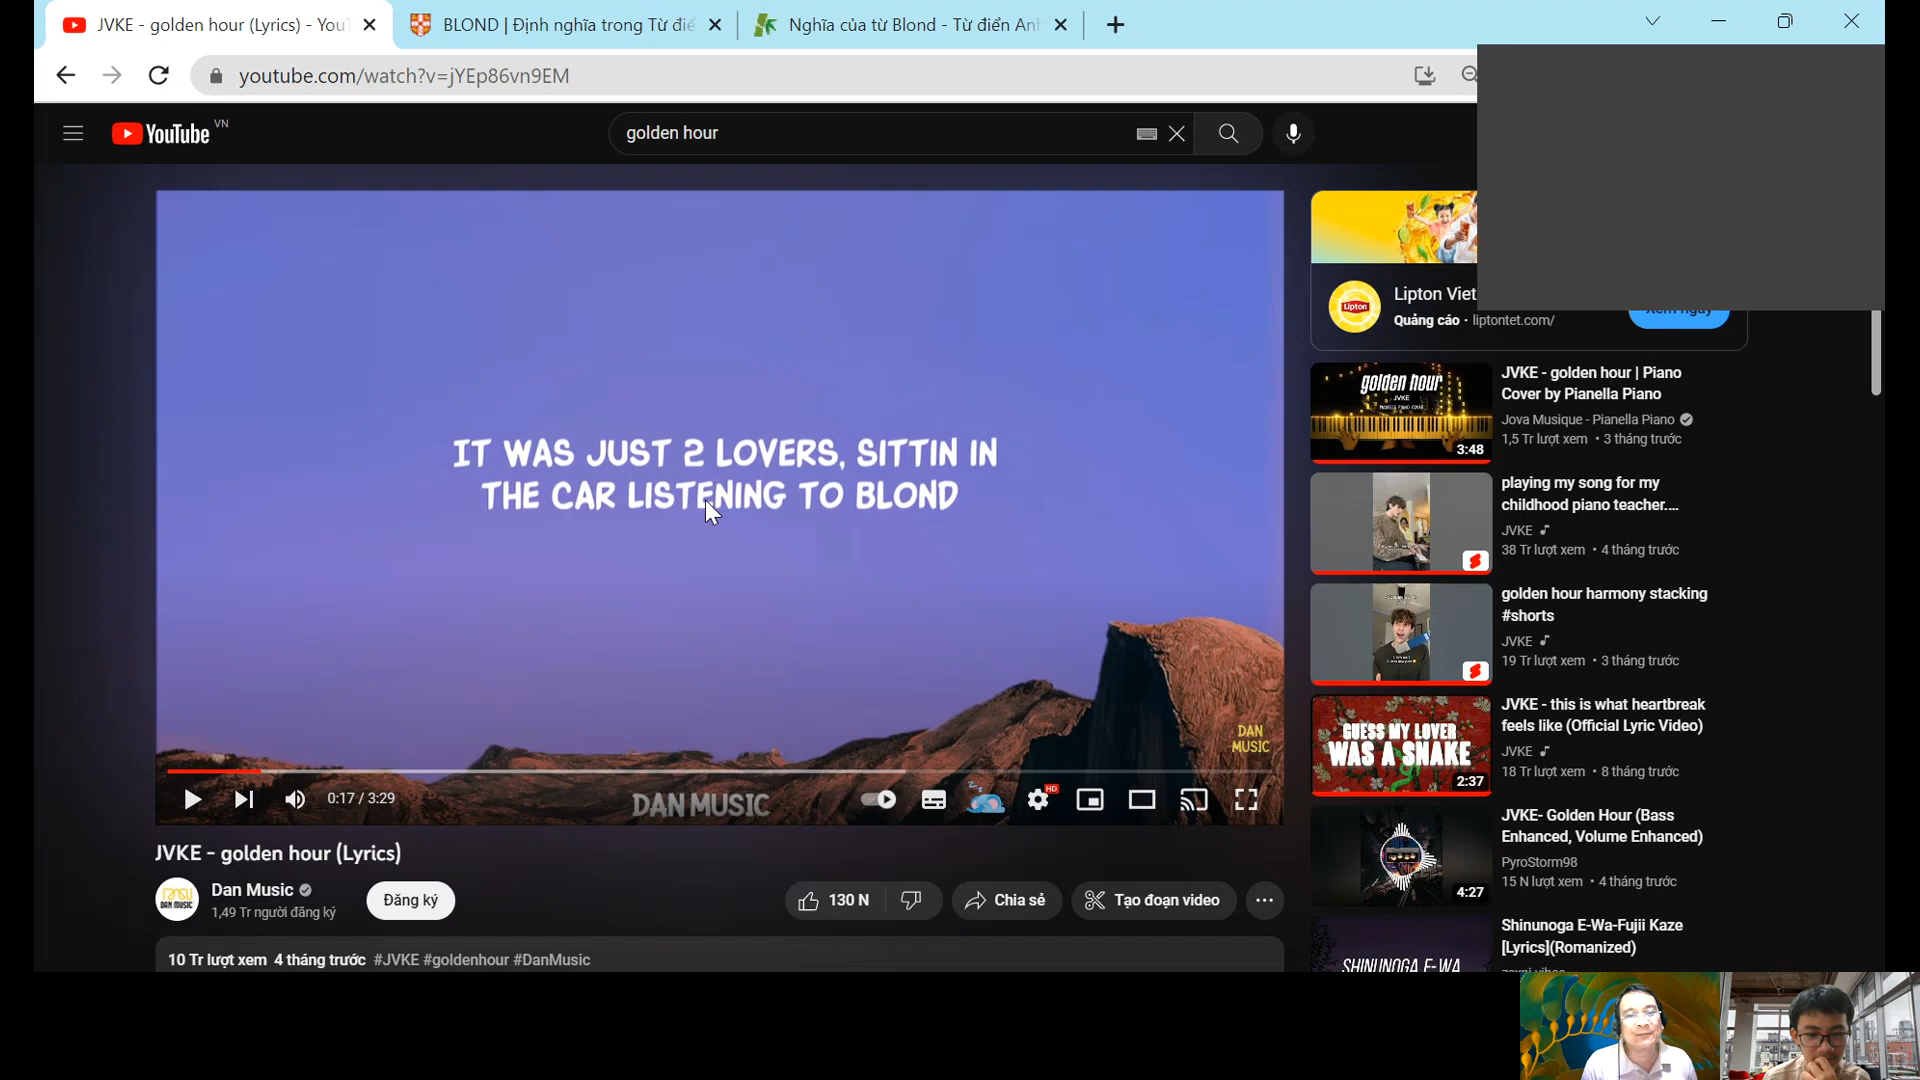 JVKE - golden hour (Lyrics) - YouT
BLOND | Định nghĩa trong Từ điể
Nghĩa của từ Blond - Từ điển Anh
youtube.com/watch?v=jYEp86vn9EM
YouTube VN
golden hour
IT WAS JUST 2 LOVERS, SITTIN IN
THE CAR LISTENING TO BLOND
DAN
MUSIC
0:17 / 3:29
DAN MUSIC
HD
JVKE - golden hour (Lyrics)
DAN MUSIC
Dan Music
1,49 Tr người đăng ký
Đăng ký
130 N
Chia sẻ
Tạo đoạn video
10 Tr lượt xem 4 tháng trước #JVKE #goldenhour #DanMusic
Lipton
Lipton Viet
Quảng cáo · liptontet.com/
Xem ngay
golden hour
JVKE
3:48
JVKE - golden hour | Piano
Cover by Pianella Piano
Jova Musique - Pianella Piano
1,5 Tr lượt xem • 3 tháng trước
playing my song for my
childhood piano teacher....
JVKE
38 Tr lượt xem • 4 tháng trước
golden hour harmony stacking
#shorts
JVKE
19 Tr lượt xem • 3 tháng trước
GUESS MY LOVER
WAS A SNAKE
2:37
JVKE - this is what heartbreak
feels like (Official Lyric Video)
JVKE
18 Tr lượt xem • 8 tháng trước
4:27
JVKE- Golden Hour (Bass
Enhanced, Volume Enhanced)
PyroStorm98
15 N lượt xem • 4 tháng trước
SHINUNOGA E-WA
Shinunoga E-Wa-Fujii Kaze
[Lyrics](Romanized)